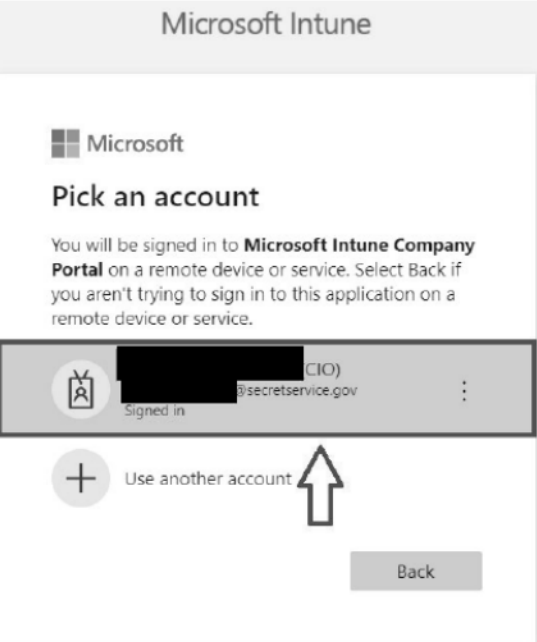 Microsoft Intune
Microsoft
Pick an account
You will be signed in to Microsoft Intune Company
Portal on a remote device or service. Select Back if
you aren't trying to sign in to this application on a
remote device or service.
CIO)
@secretservice.gov
Signed in
Use another account
Back